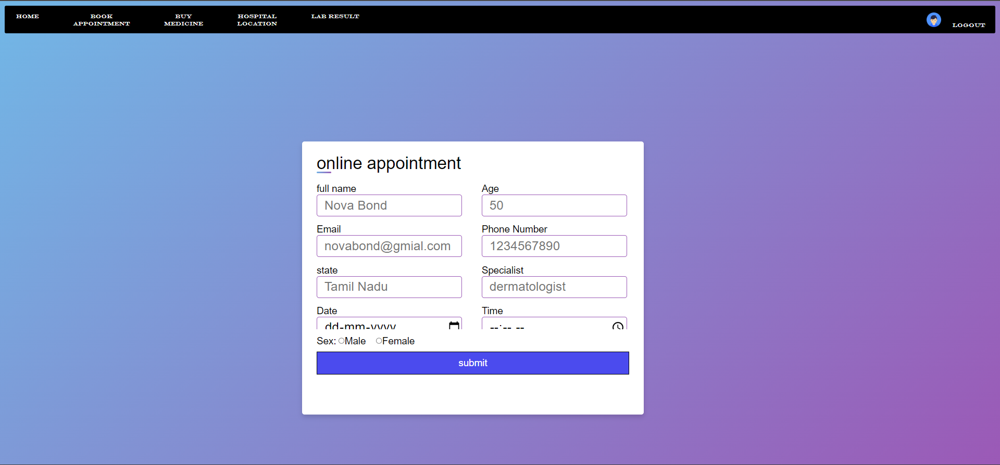 HOME
BOOK
APPOINTMENT
BUY
MEDICINE
HOSPITAL
LOCATION
LAB RESULT
LOGOUT
online appointment
full name
Age
Nova Bond
50
Email
Phone Number
novabond@gmial.com
1234567890
state
Specialist
Tamil Nadu
dermatologist
Date
Time
dd-mm-yyyy
--:-- --
Sex: Male Female
submit